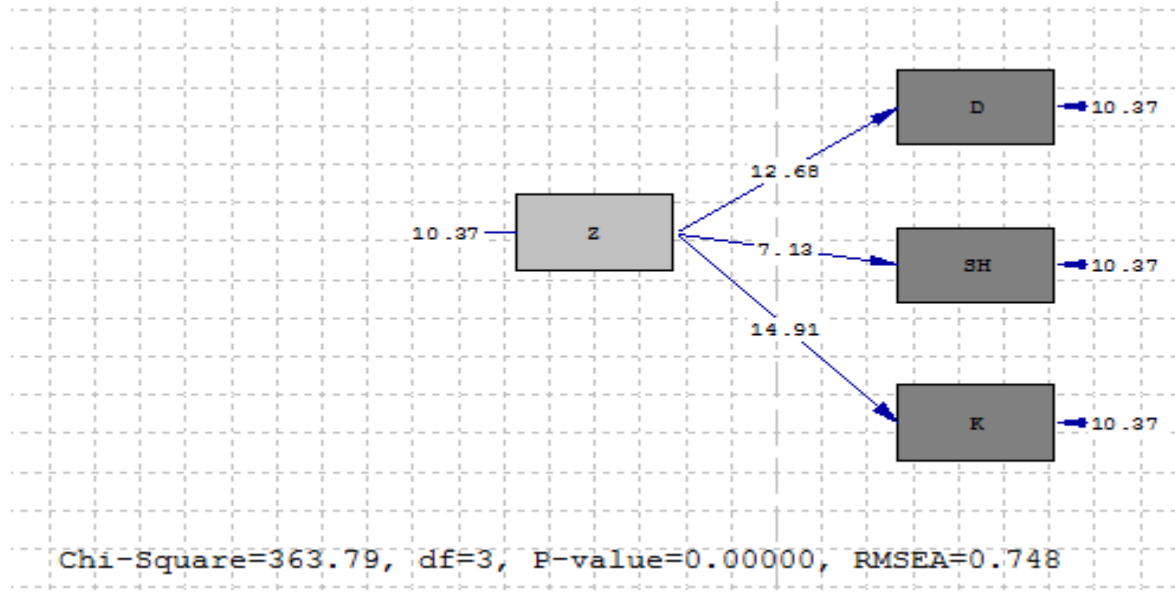 D
10.37
12.68
10.37
Z
7.13
SH
10.37
14.91
K
10.37
Chi-Square=363.79, df=3, P-value=0.00000, RMSEA=0.748